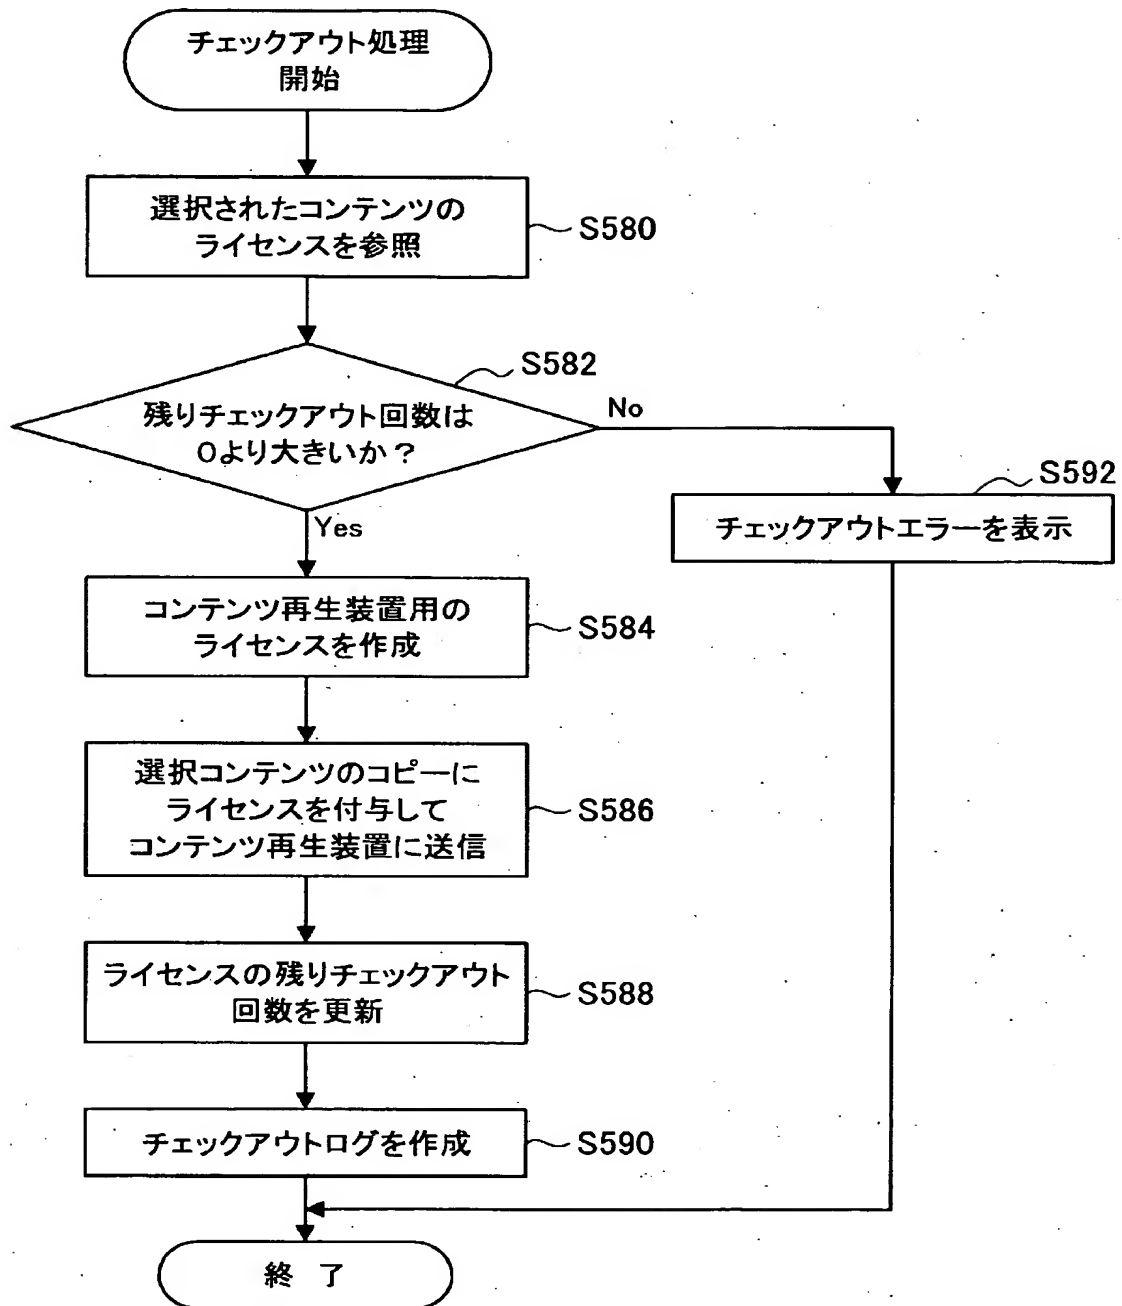 チェックアウト処理
開始
選択されたコンテンツの
ライセンスを参照
S580
S582
残りチェックアウト回数は
0より大きいか?
No
S592
チェックアウトエラーを表示
Yes
コンテンツ再生装置用の
ライセンスを作成
S584
選択コンテンツのコピーに
ライセンスを付与して
コンテンツ再生装置に送信
S586
ライセンスの残りチェックアウト
回数を更新
S588
チェックアウトログを作成
S590
終 了